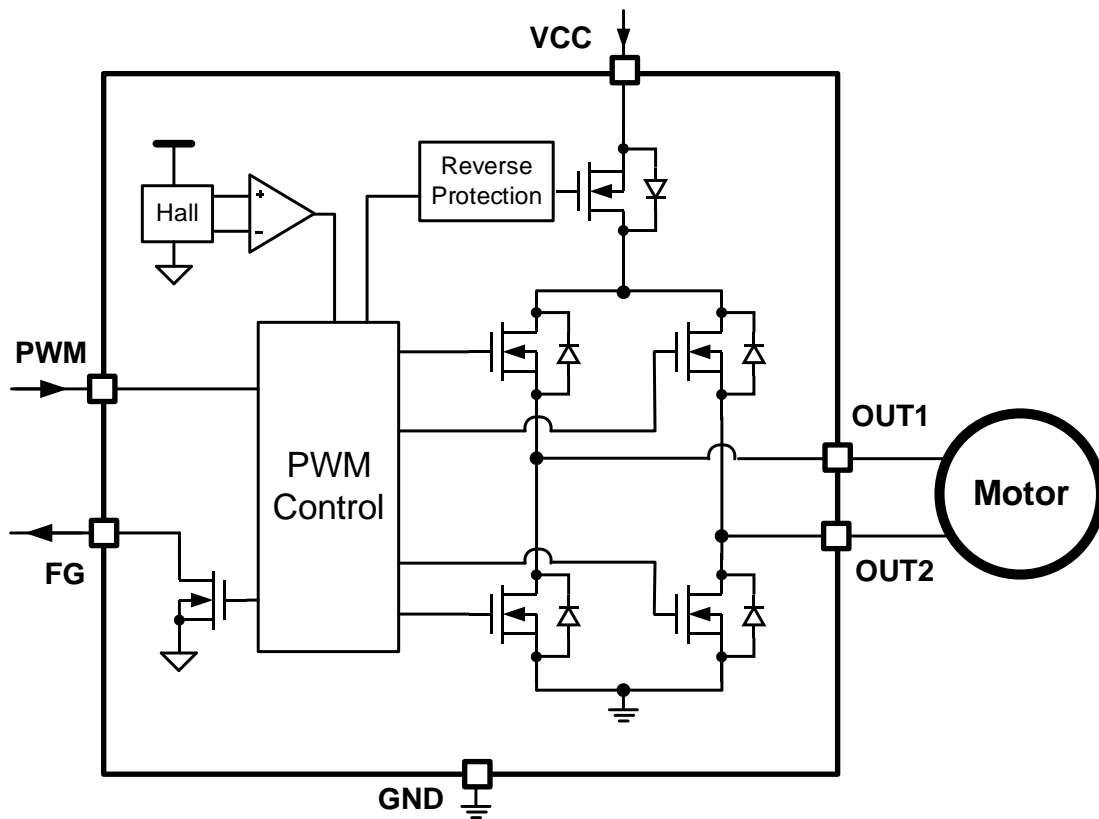 VCC
Reverse
Protection
Hall
+
-
PWM
OUT1
PWM
Control
Motor
FG
OUT2
GND